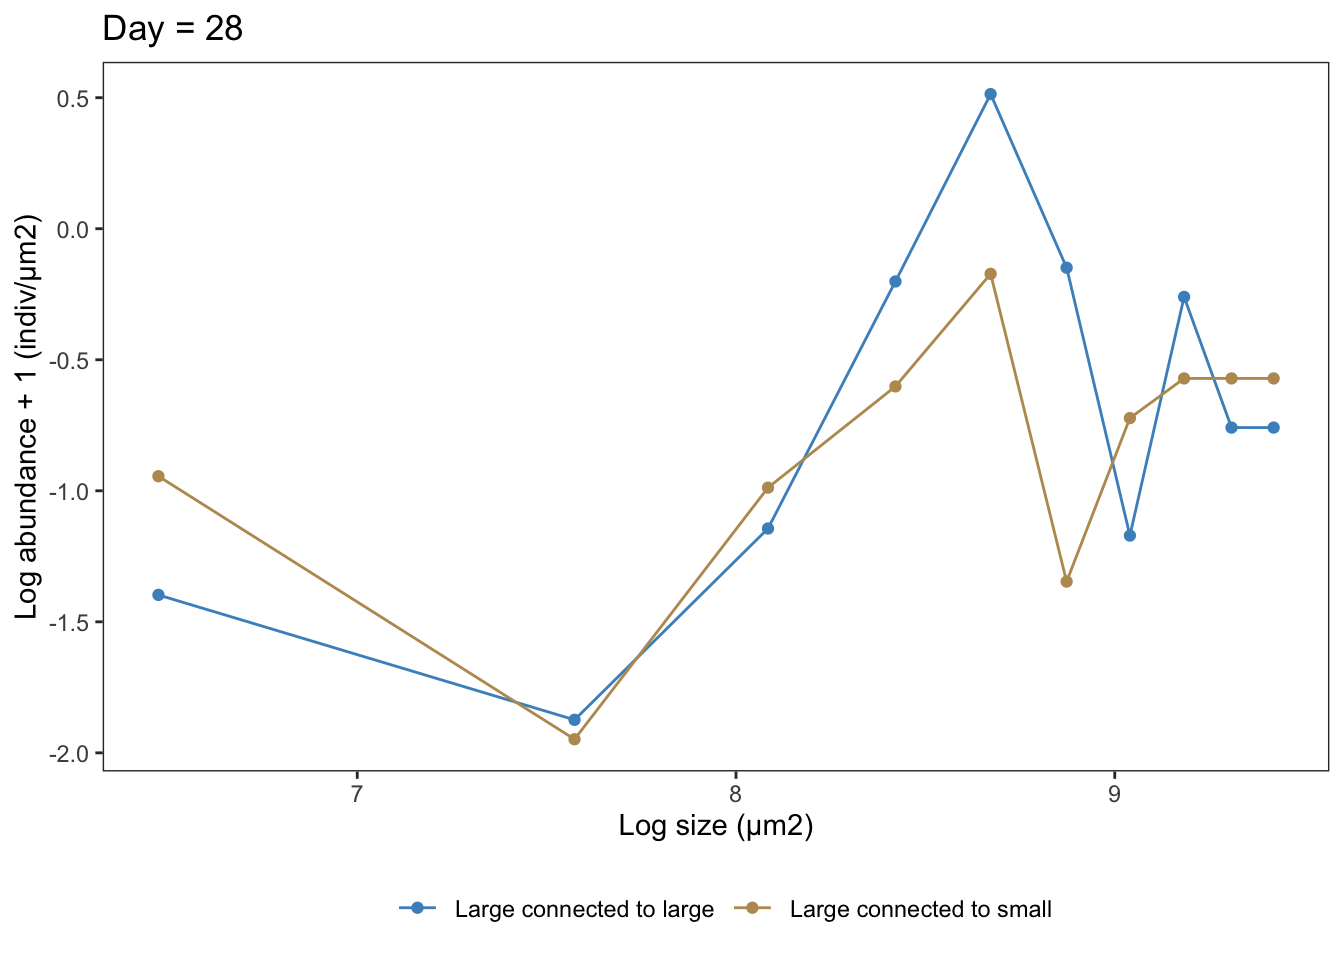 Day = 28
Log abundance + 1 (indiv/µm2)
0.5
0.0
-0.5
-1.0
-1.5
-2.0
7 8 9
Log size (µm2)
Large connected to large Large connected to small